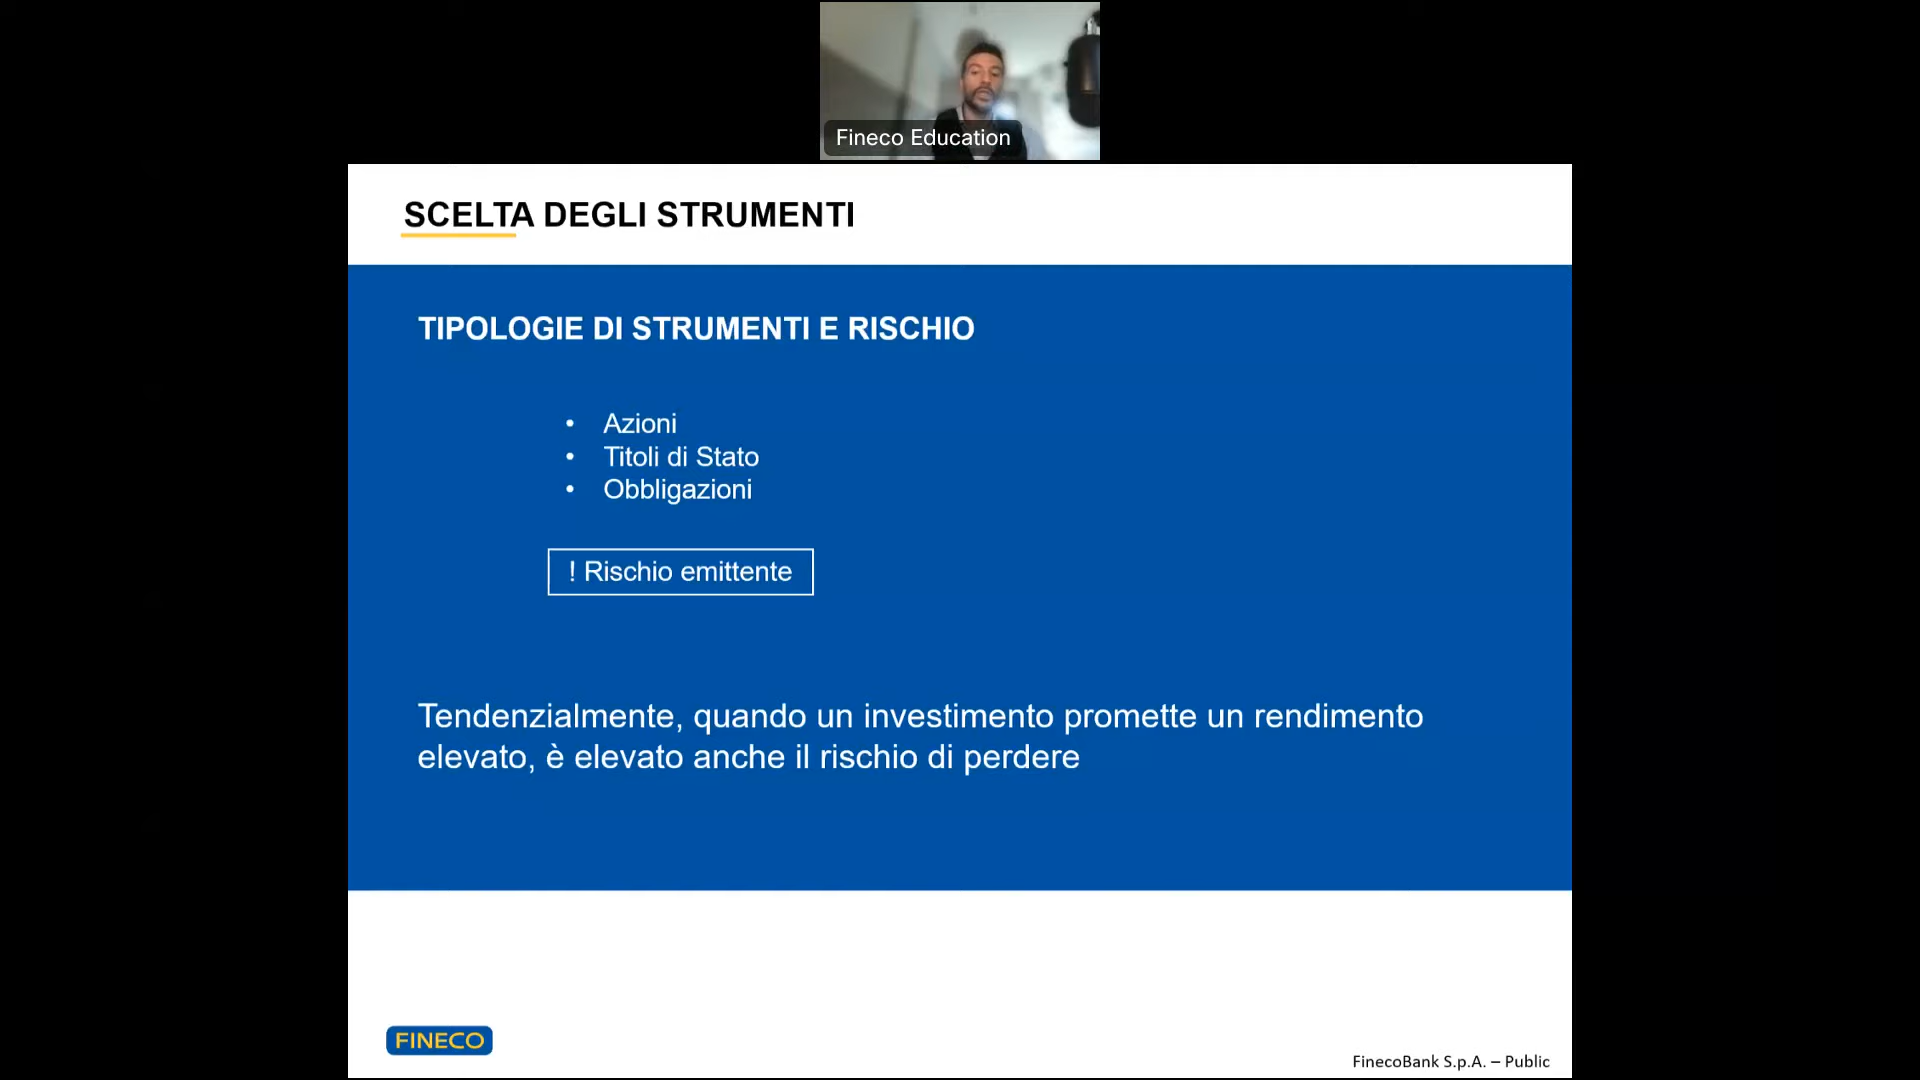 Fineco Education
SCELTA DEGLI STRUMENTI
TIPOLOGIE DI STRUMENTI E RISCHIO
• Azioni
• Titoli di Stato
• Obbligazioni
! Rischio emittente
Tendenzialmente, quando un investimento promette un rendimento
elevato, è elevato anche il rischio di perdere
FINECO
FinecoBank S.p.A. – Public